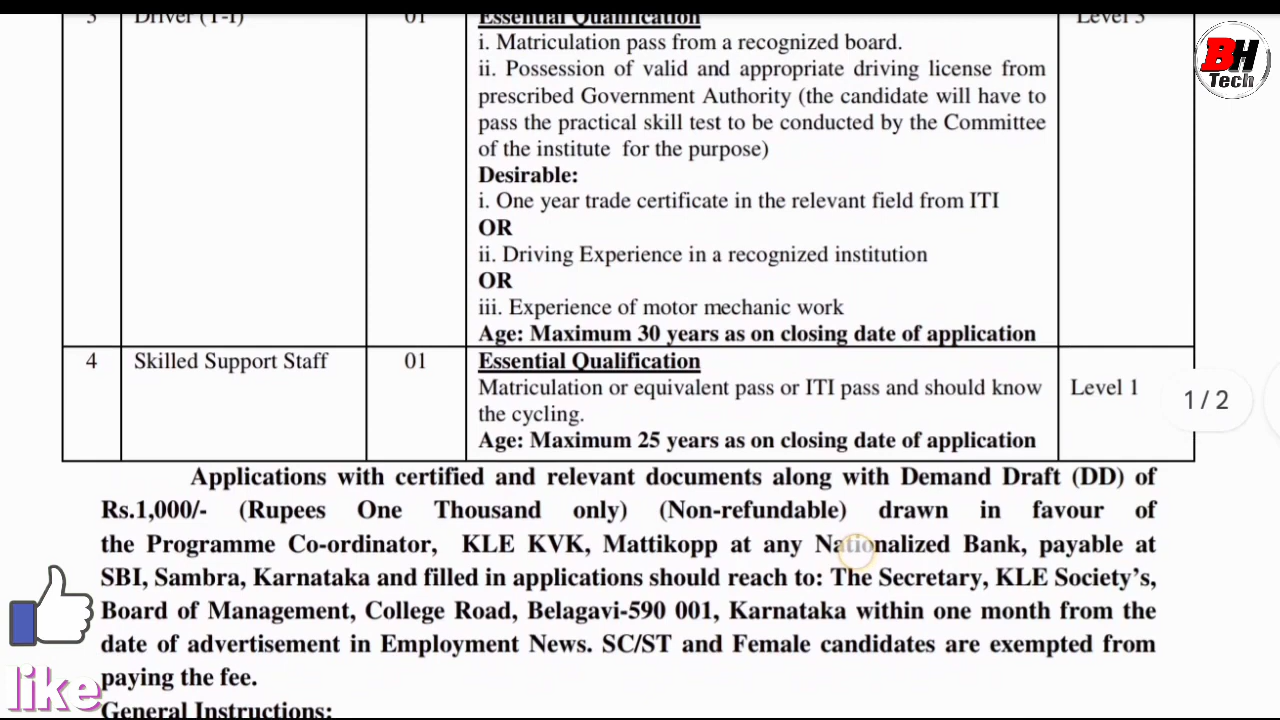 3 Driver (T-I) 01 Essential Qualification Level 3
i. Matriculation pass from a recognized board.
ii. Possession of valid and appropriate driving license from
prescribed Government Authority (the candidate will have to
pass the practical skill test to be conducted by the Committee
of the institute for the purpose)
Desirable:
i. One year trade certificate in the relevant field from ITI
OR
ii. Driving Experience in a recognized institution
OR
iii. Experience of motor mechanic work
Age: Maximum 30 years as on closing date of application
4 Skilled Support Staff 01 Essential Qualification
Matriculation or equivalent pass or ITI pass and should know Level 1
the cycling.
Age: Maximum 25 years as on closing date of application
Applications with certified and relevant documents along with Demand Draft (DD) of
Rs.1,000/- (Rupees One Thousand only) (Non-refundable) drawn in favour of
the Programme Co-ordinator, KLE KVK, Mattikopp at any Nationalized Bank, payable at
SBI, Sambra, Karnataka and filled in applications should reach to: The Secretary, KLE Society's,
Board of Management, College Road, Belagavi-590 001, Karnataka within one month from the
date of advertisement in Employment News. SC/ST and Female candidates are exempted from
paying the fee.
General Instructions:
1 / 2
BH
Tech
like